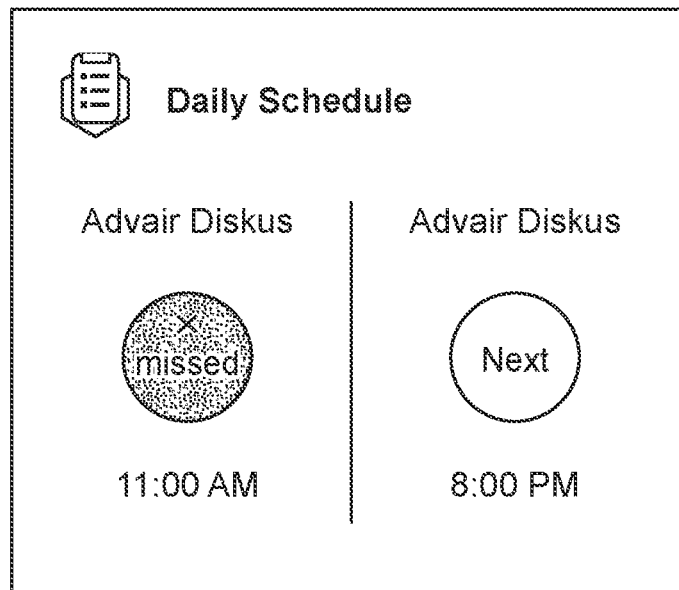 Daily Schedule
Advair Diskus
Advair Diskus
×
missed
Next
11:00 AM
8:00 PM